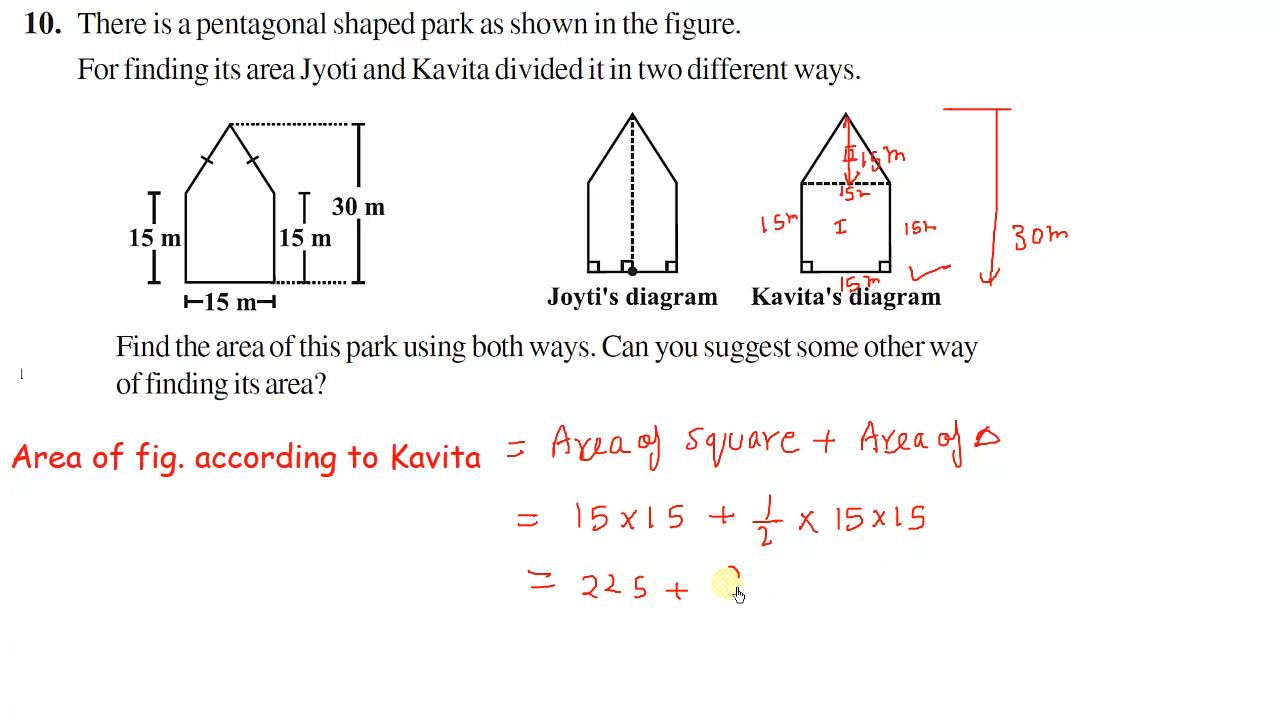 10. There is a pentagonal shaped park as shown in the figure.
For finding its area Jyoti and Kavita divided it in two different ways.
30 m
15 m
15 m
15 m
Joyti's diagram
II 15m
15m
15m
I
15m
15m
30m
Kavita's diagram
Find the area of this park using both ways. Can you suggest some other way
of finding its area?
Area of fig. according to Kavita = Area of square + Area of Δ
= 15 × 15 + 1/2 × 15 × 15
= 225 +